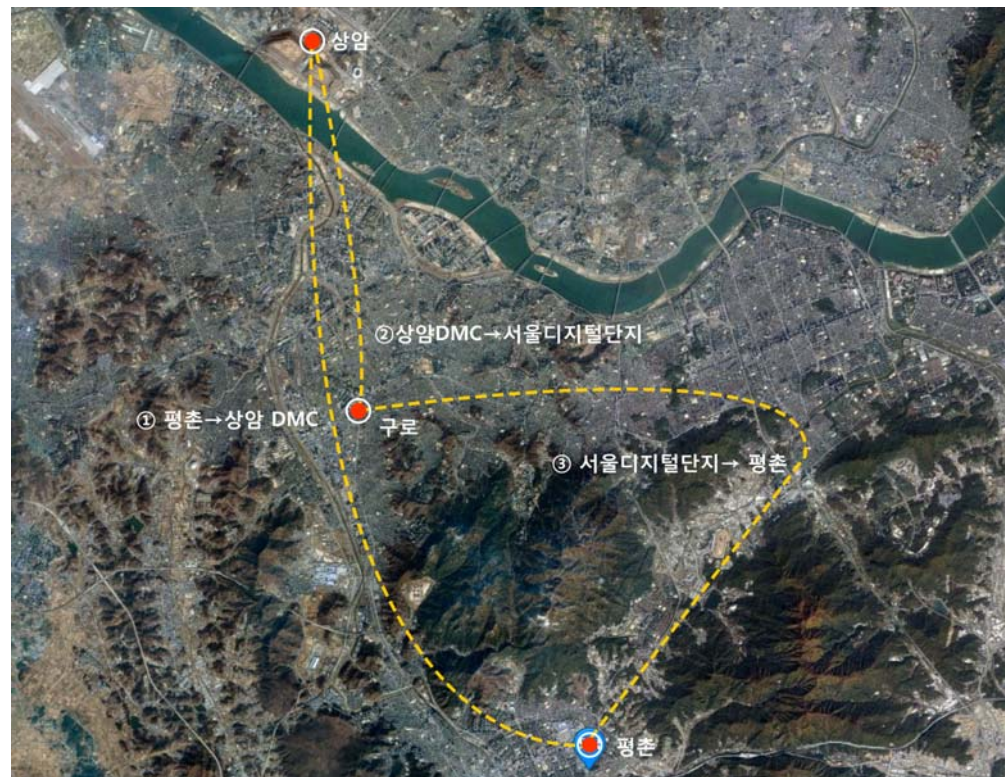 상암
②상암DMC→서울디지털단지
① 평촌→상암 DMC
구로
③ 서울디지털단지→ 평촌
평촌